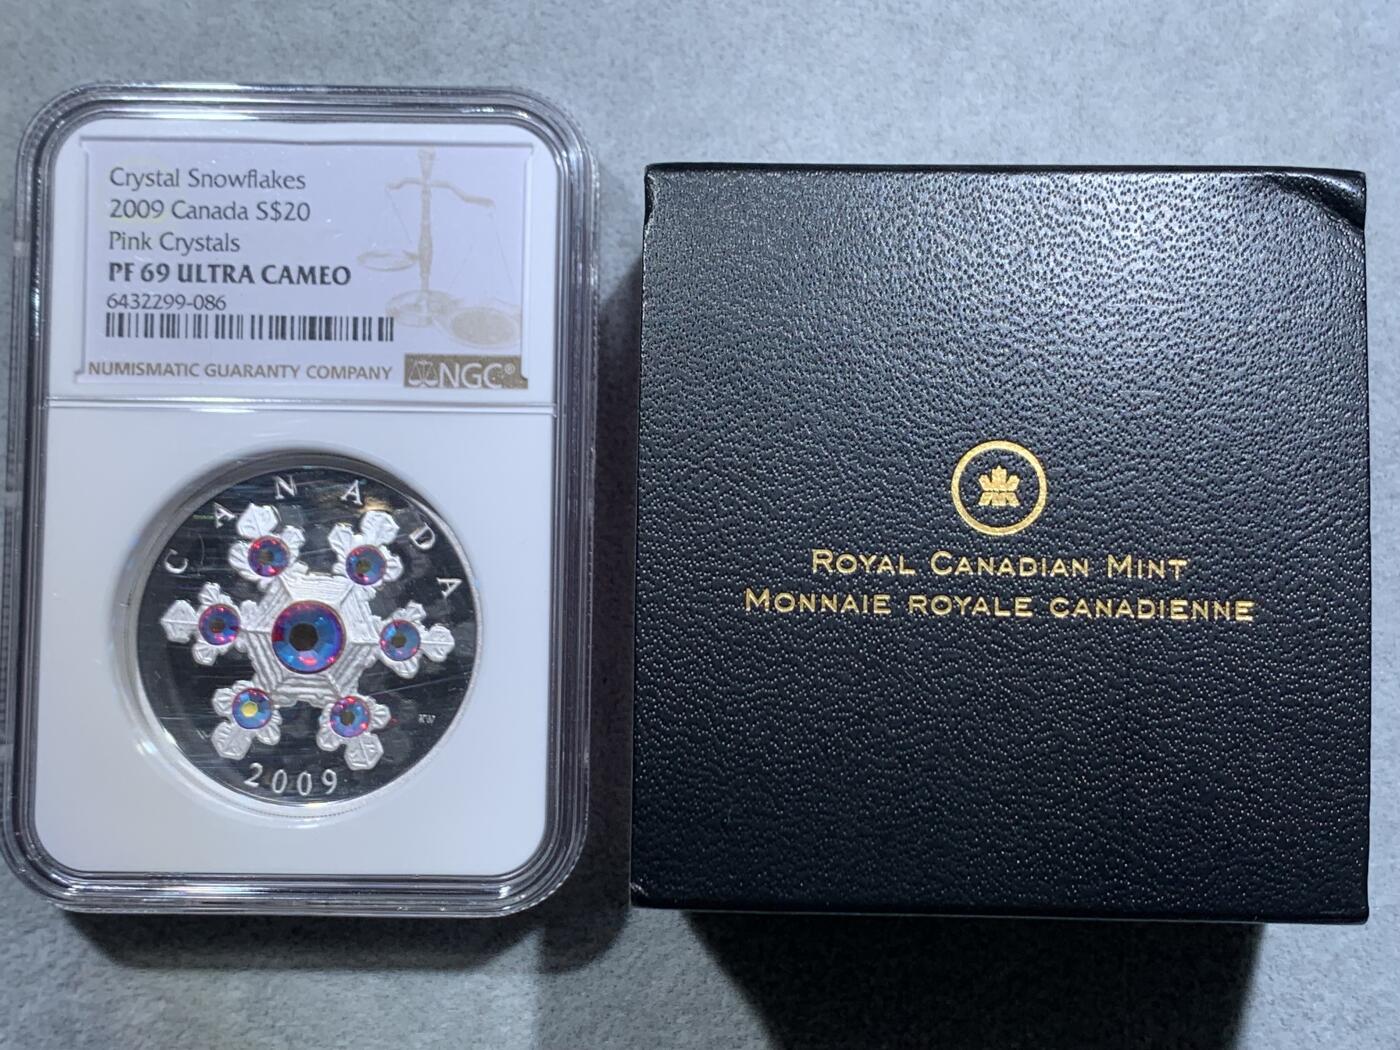 Crystal Snowflakes
2009 Canada S$20
Pink Crystals
PF 69 ULTRA CAMEO
6432299-086
NUMISMATIC GUARANTY COMPANY
NGC®
CANADA
KW
2009
ROYAL CANADIAN MINT
MONNAIE ROYALE CANADIENNE